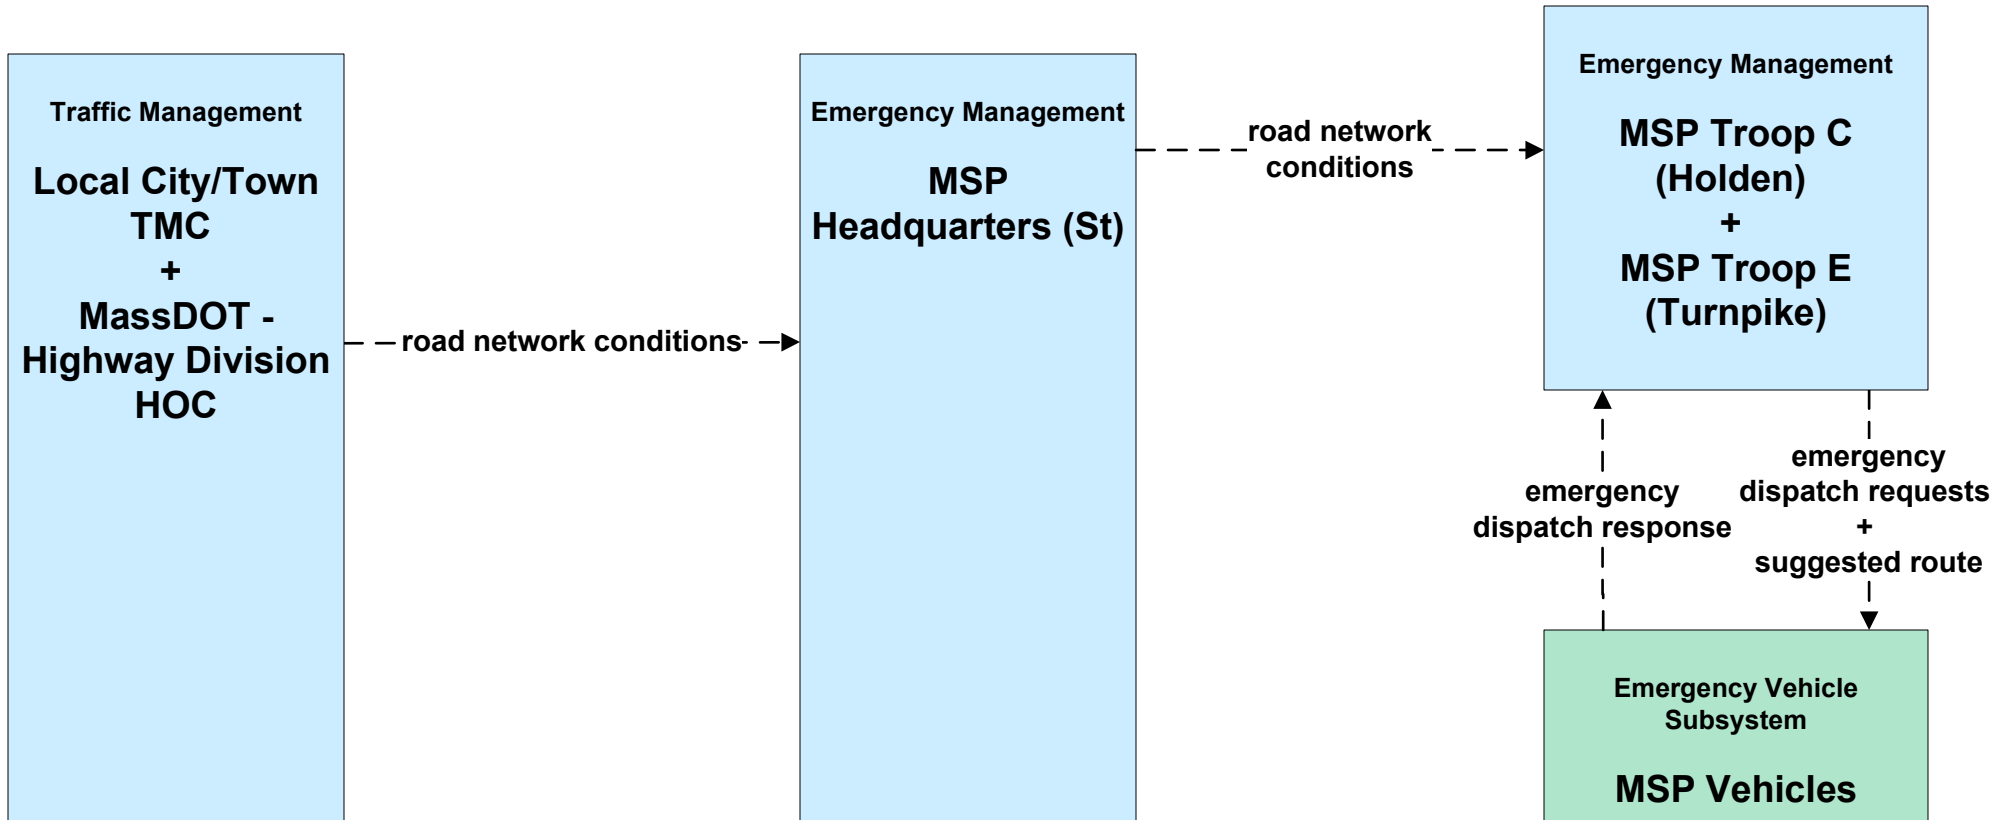 Traffic Management
Local City/Town
TMC
+
MassDOT -
Highway Division
HOC
road network conditions
Emergency Management
MSP
Headquarters (St)
road network
conditions
Emergency Management
MSP Troop C
(Holden)
+
MSP Troop E
(Turnpike)
emergency
dispatch response
emergency
dispatch requests
+
suggested route
Emergency Vehicle
Subsystem
MSP Vehicles